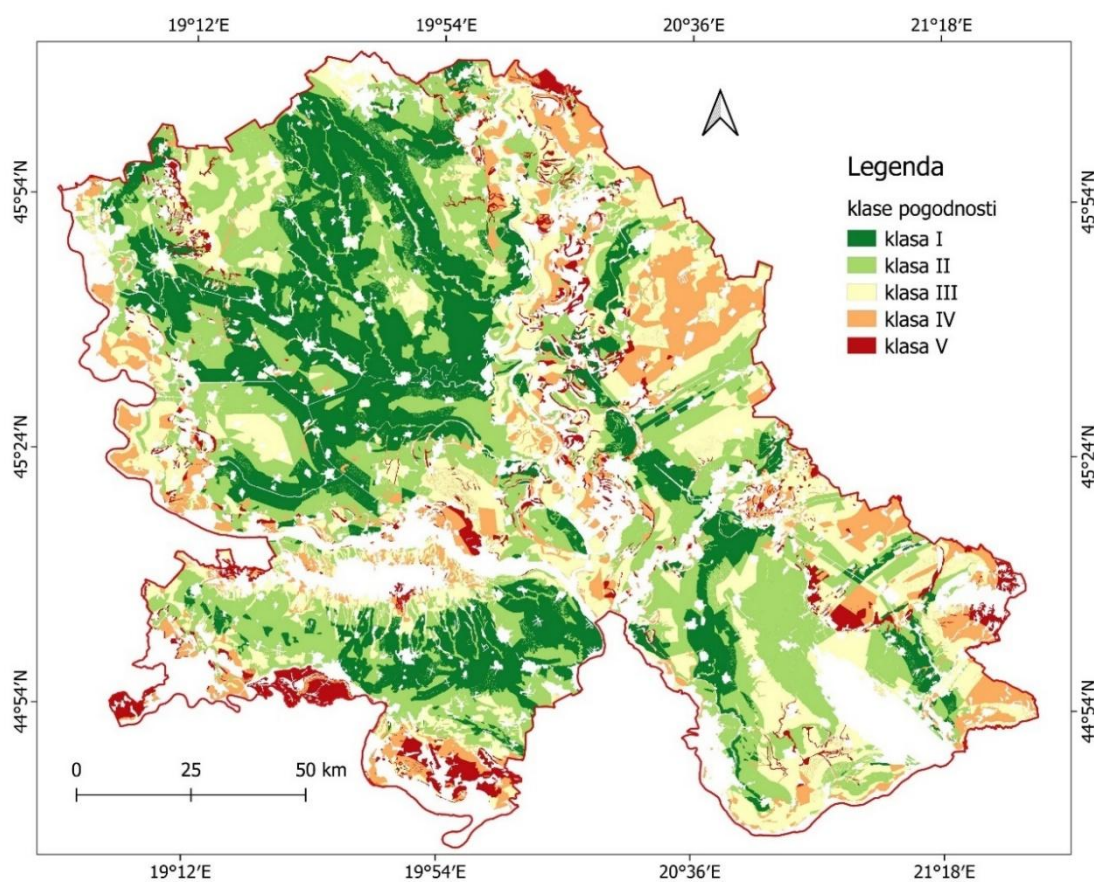 19°12′E 19°54′E 20°36′E 21°18′E
45°54′N 45°54′N
Legenda
klase pogodnosti
klasa I
klasa II
klasa III
klasa IV
klasa V
45°24′N 45°24′N
44°54′N 44°54′N
0 25 50 km
19°12′E 19°54′E 20°36′E 21°18′E